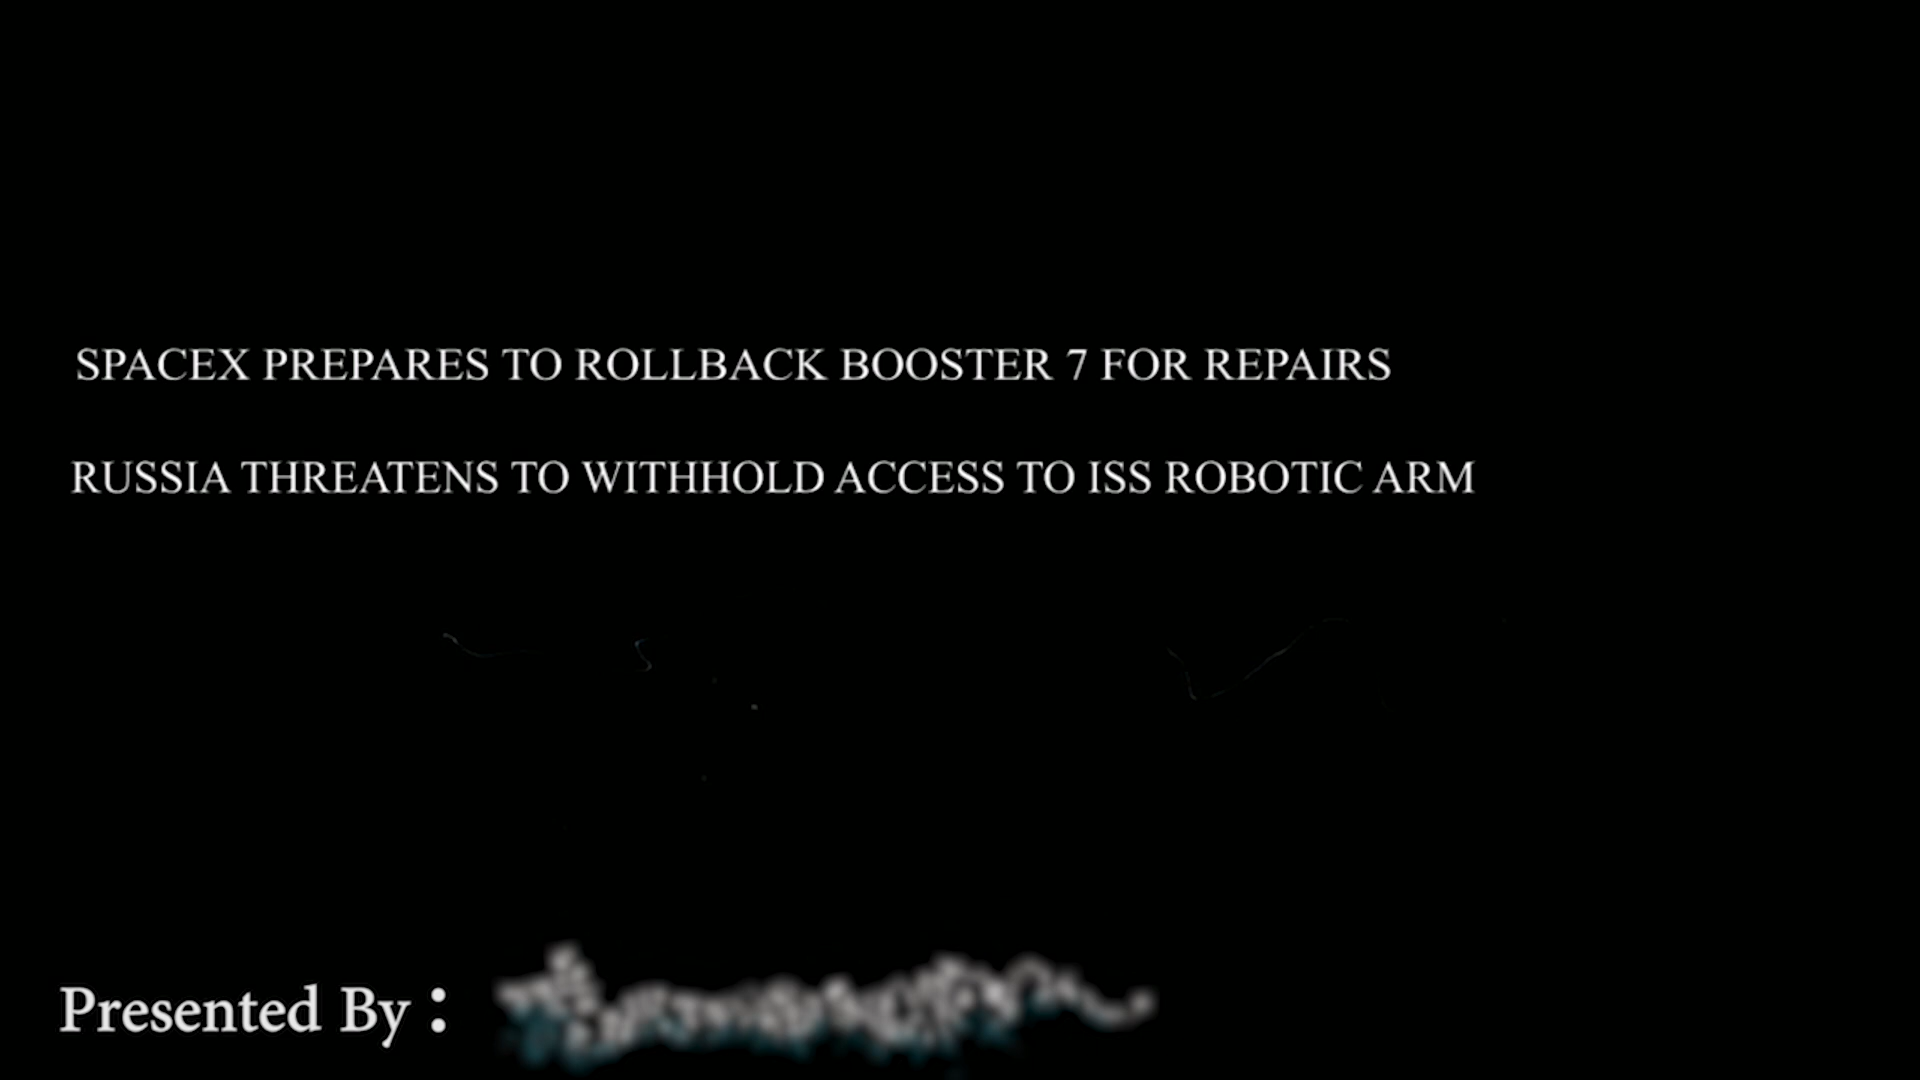 SPACEX PREPARES TO ROLLBACK BOOSTER 7 FOR REPAIRS
RUSSIA THREATENS TO WITHHOLD ACCESS TO ISS ROBOTIC ARM
Presented By :